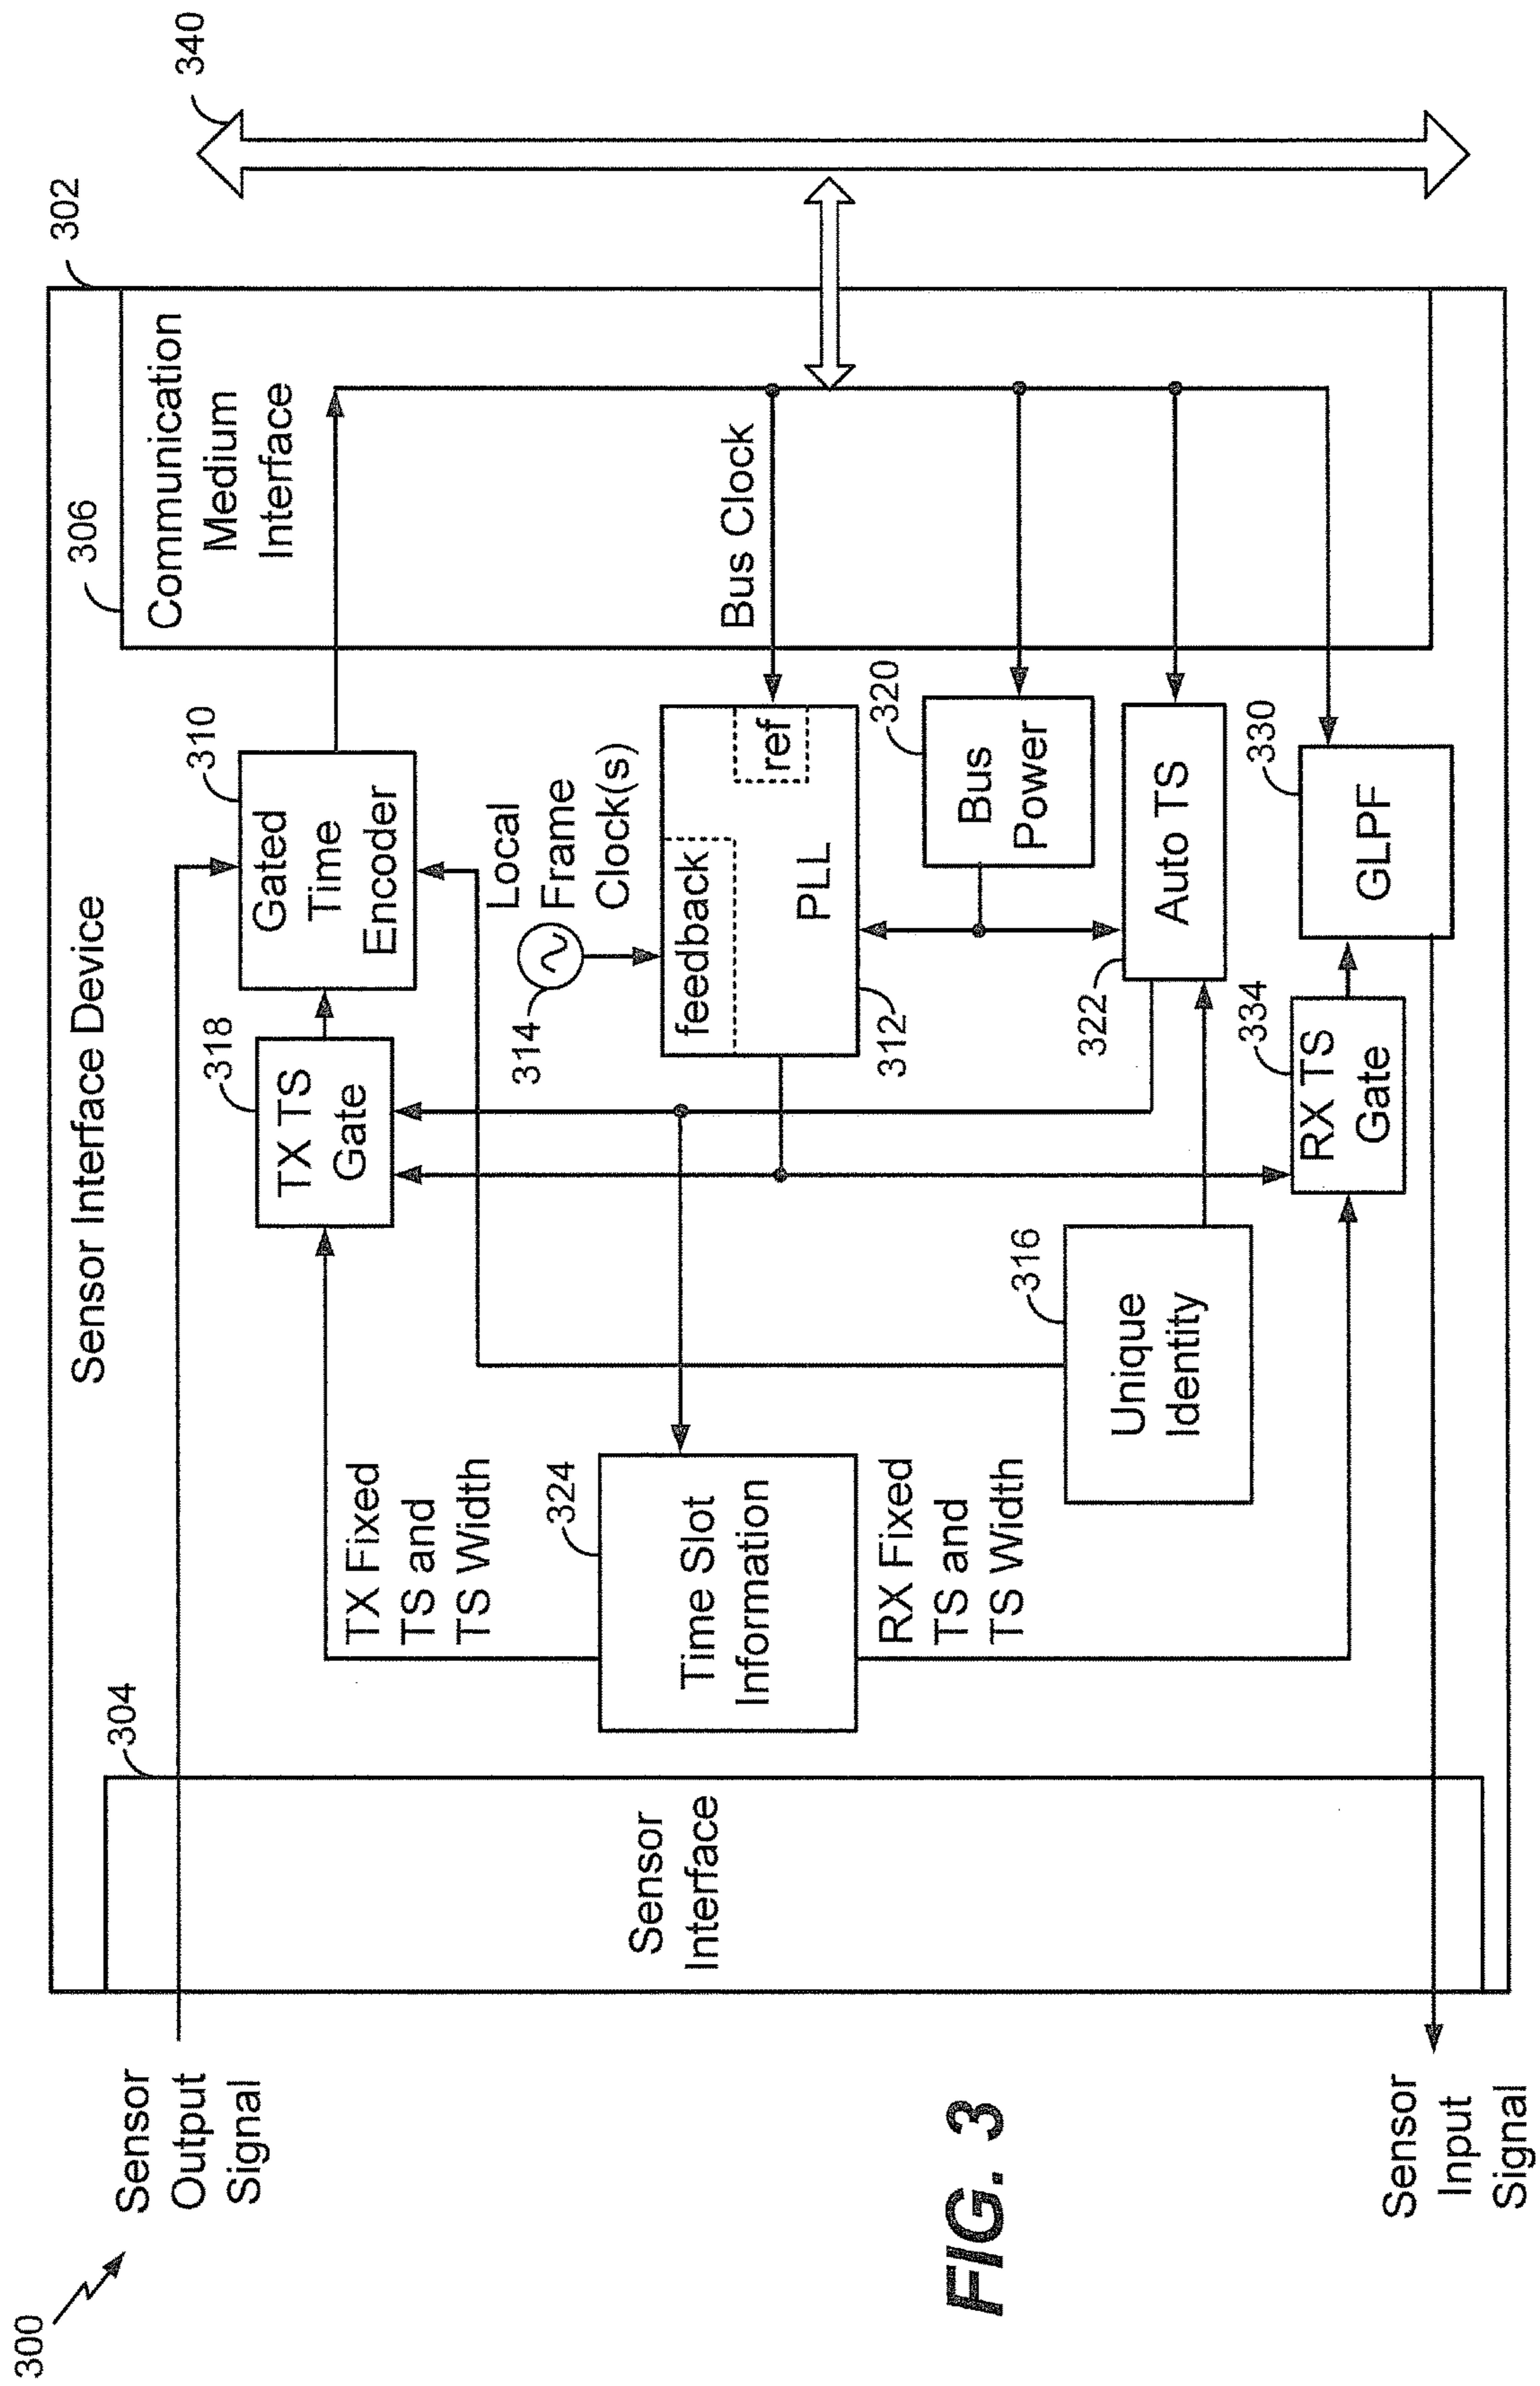 300
Sensor Interface Device
302
304
Sensor
Interface
306
Communication
Medium
Interface
340
Sensor
Output
Signal
318
TX TS
Gate
310
Gated
Time
Encoder
TX Fixed
TS and
TS Width
314
Local
Frame
Clock(s)
324
Time Slot
Information
feedback
ref
PLL
312
Bus Clock
RX Fixed
TS and
TS Width
316
Unique
Identity
320
Bus
Power
322
Auto TS
334
RX TS
Gate
330
GLPF
Sensor
Input
Signal
FIG. 3